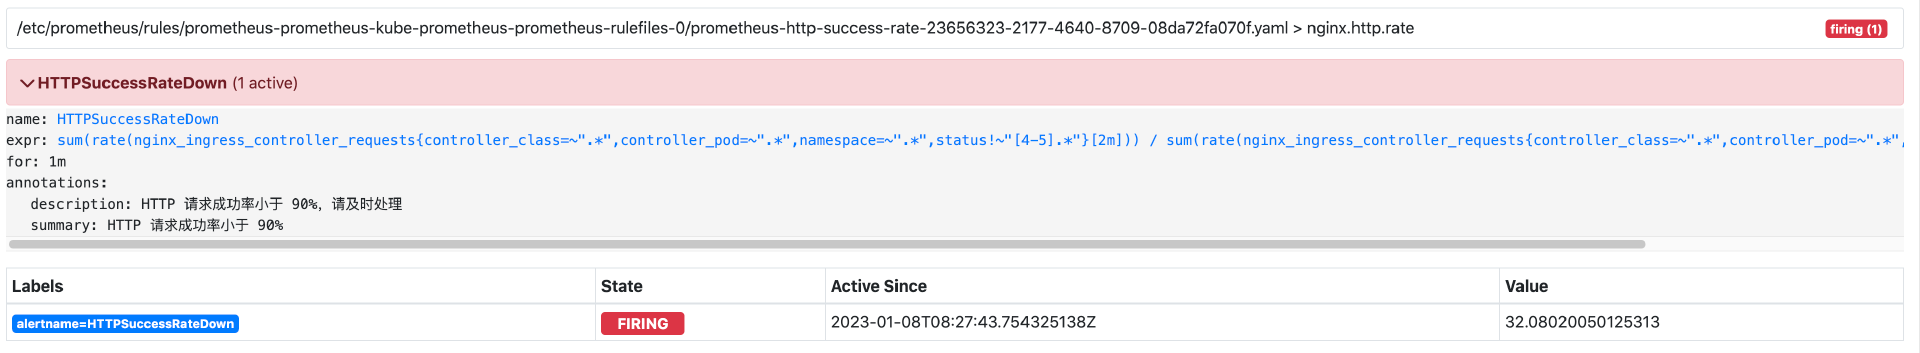 /etc/prometheus/rules/prometheus-prometheus-kube-prometheus-prometheus-rulefiles-0/prometheus-http-success-rate-23656323-2177-4640-8709-08da72fa070f.yaml > nginx.http.rate
firing (1)
HTTPSuccessRateDown (1 active)
name: HTTPSuccessRateDown
expr: sum(rate(nginx_ingress_controller_requests{controller_class=~".*",controller_pod=~".*",namespace=~".*",status!~"[4-5].*"}[2m])) / sum(rate(nginx_ingress_controller_requests{controller_class=~".*",controller_pod=~".*",
for: 1m
annotations:
description: HTTP 请求成功率小于 90%，请及时处理
summary: HTTP 请求成功率小于 90%
Labels State Active Since Value
alertname=HTTPSuccessRateDown FIRING 2023-01-08T08:27:43.754325138Z 32.08020050125313